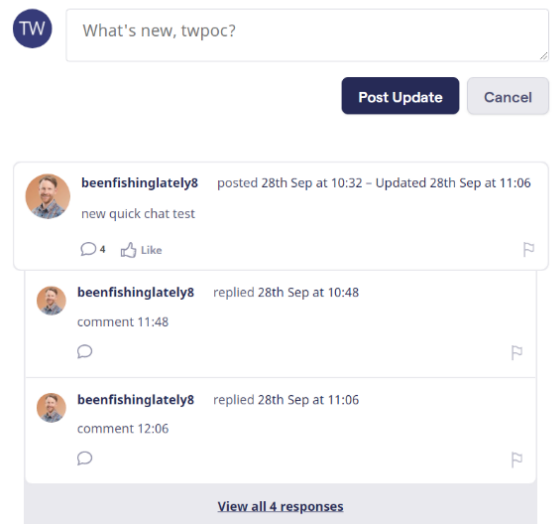 TW
What's new, twpoc?
Post Update
Cancel
beenfishinglately8 posted 28th Sep at 10:32 – Updated 28th Sep at 11:06
new quick chat test
4 Like
beenfishinglately8 replied 28th Sep at 10:48
comment 11:48
beenfishinglately8 replied 28th Sep at 11:06
comment 12:06
View all 4 responses